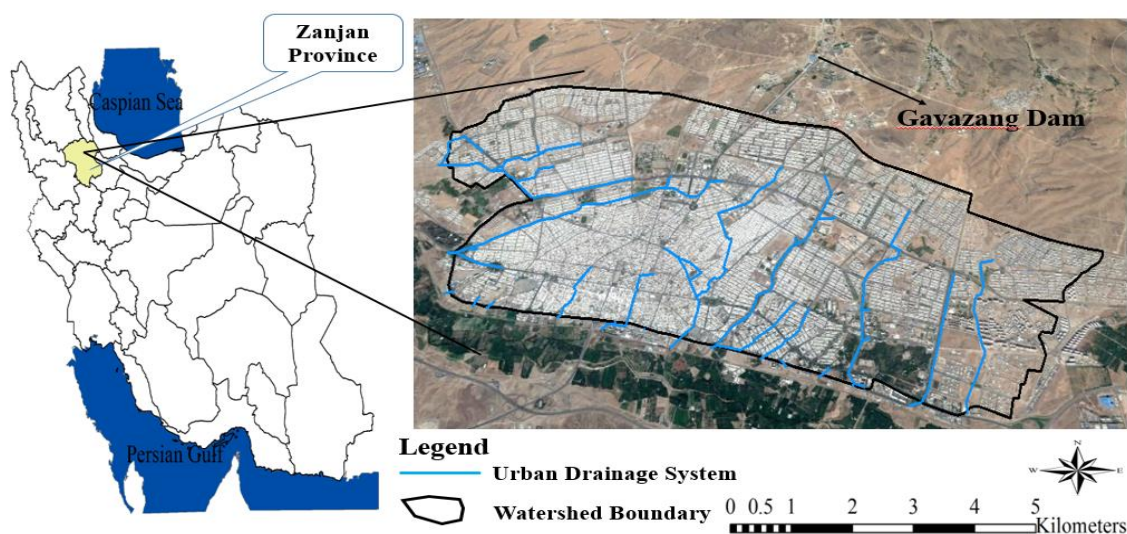 Zanjan
Province
Caspian Sea
Gavazang Dam
Persian Gulf
Legend
Urban Drainage System
Watershed Boundary
N
W
E
S
0 0.5 1 2 3 4 5
Kilometers